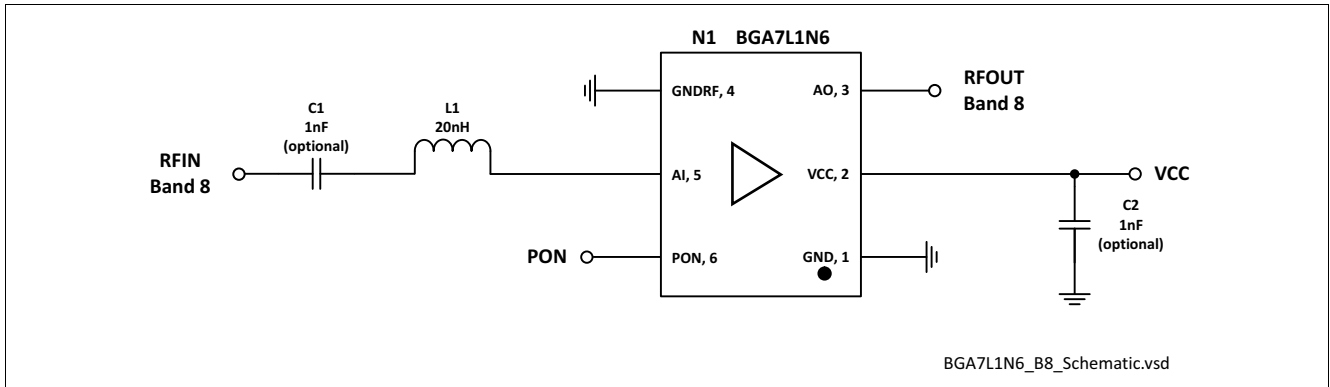 N1 BGA7L1N6
GNDRF, 4
AO, 3
RFOUT
Band 8
C1
1nF
(optional)
L1
20nH
RFIN
Band 8
AI, 5
VCC, 2
VCC
C2
1nF
(optional)
PON
PON, 6
GND, 1
BGA7L1N6_B8_Schematic.vsd